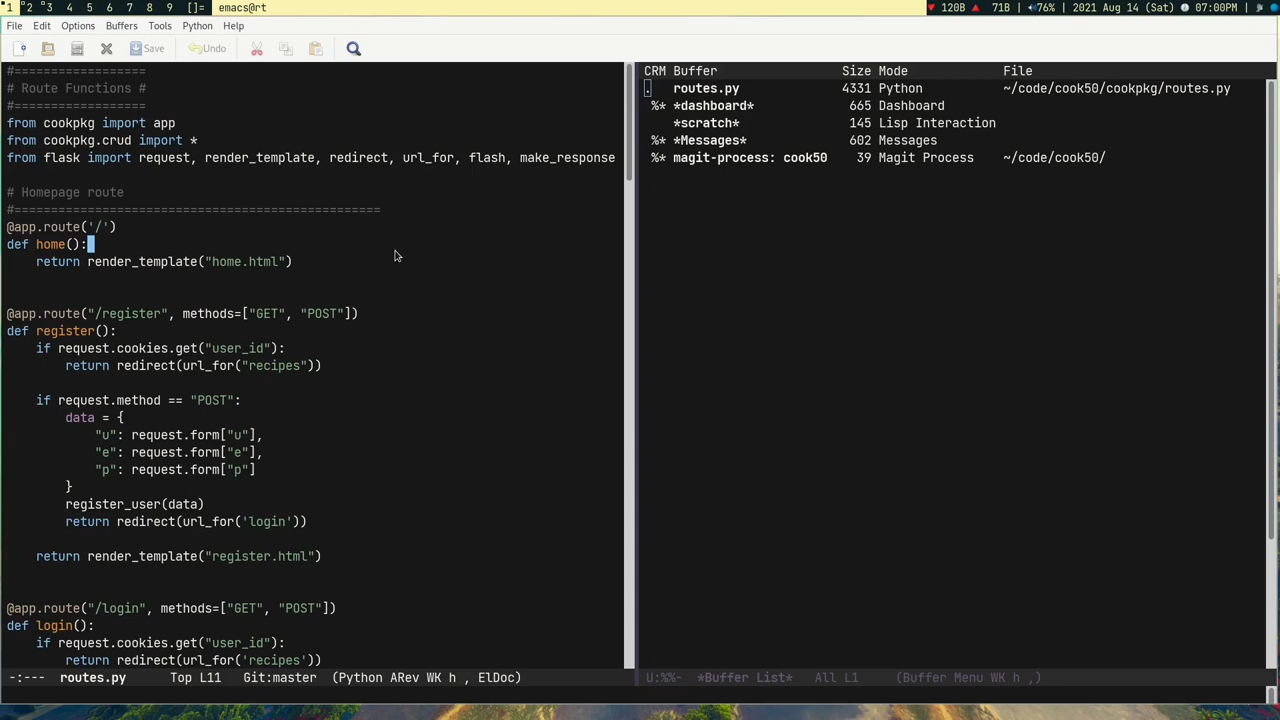 1 2 3 4 5 6 7 8 9 []= emacs@rt 120B 71B 76% 2021 Aug 14 (Sat) 07:00PM
File Edit Options Buffers Tools Python Help
Save Undo
#==================
# Route Functions #
#==================
from cookpkg import app
from cookpkg.crud import *
from flask import request, render_template, redirect, url_for, flash, make_response
# Homepage route
#==================================================
@app.route('/')
def home():
    return render_template("home.html")
@app.route("/register", methods=["GET", "POST"])
def register():
    if request.cookies.get("user_id"):
        return redirect(url_for("recipes"))
    if request.method == "POST":
        data = {
            "u": request.form["u"],
            "e": request.form["e"],
            "p": request.form["p"]
        }
        register_user(data)
        return redirect(url_for('login'))
    return render_template("register.html")
@app.route("/login", methods=["GET", "POST"])
def login():
    if request.cookies.get("user_id"):
        return redirect(url_for('recipes'))
-:--- routes.py Top L11 Git:master (Python ARev WK h , ElDoc)
CRM Buffer Size Mode File
. routes.py 4331 Python ~/code/cook50/cookpkg/routes.py
%* *dashboard* 665 Dashboard
*scratch* 145 Lisp Interaction
%* *Messages* 602 Messages
%* magit-process: cook50 39 Magit Process ~/code/cook50/
U:%%- *Buffer List* All L1 (Buffer Menu WK h ,)